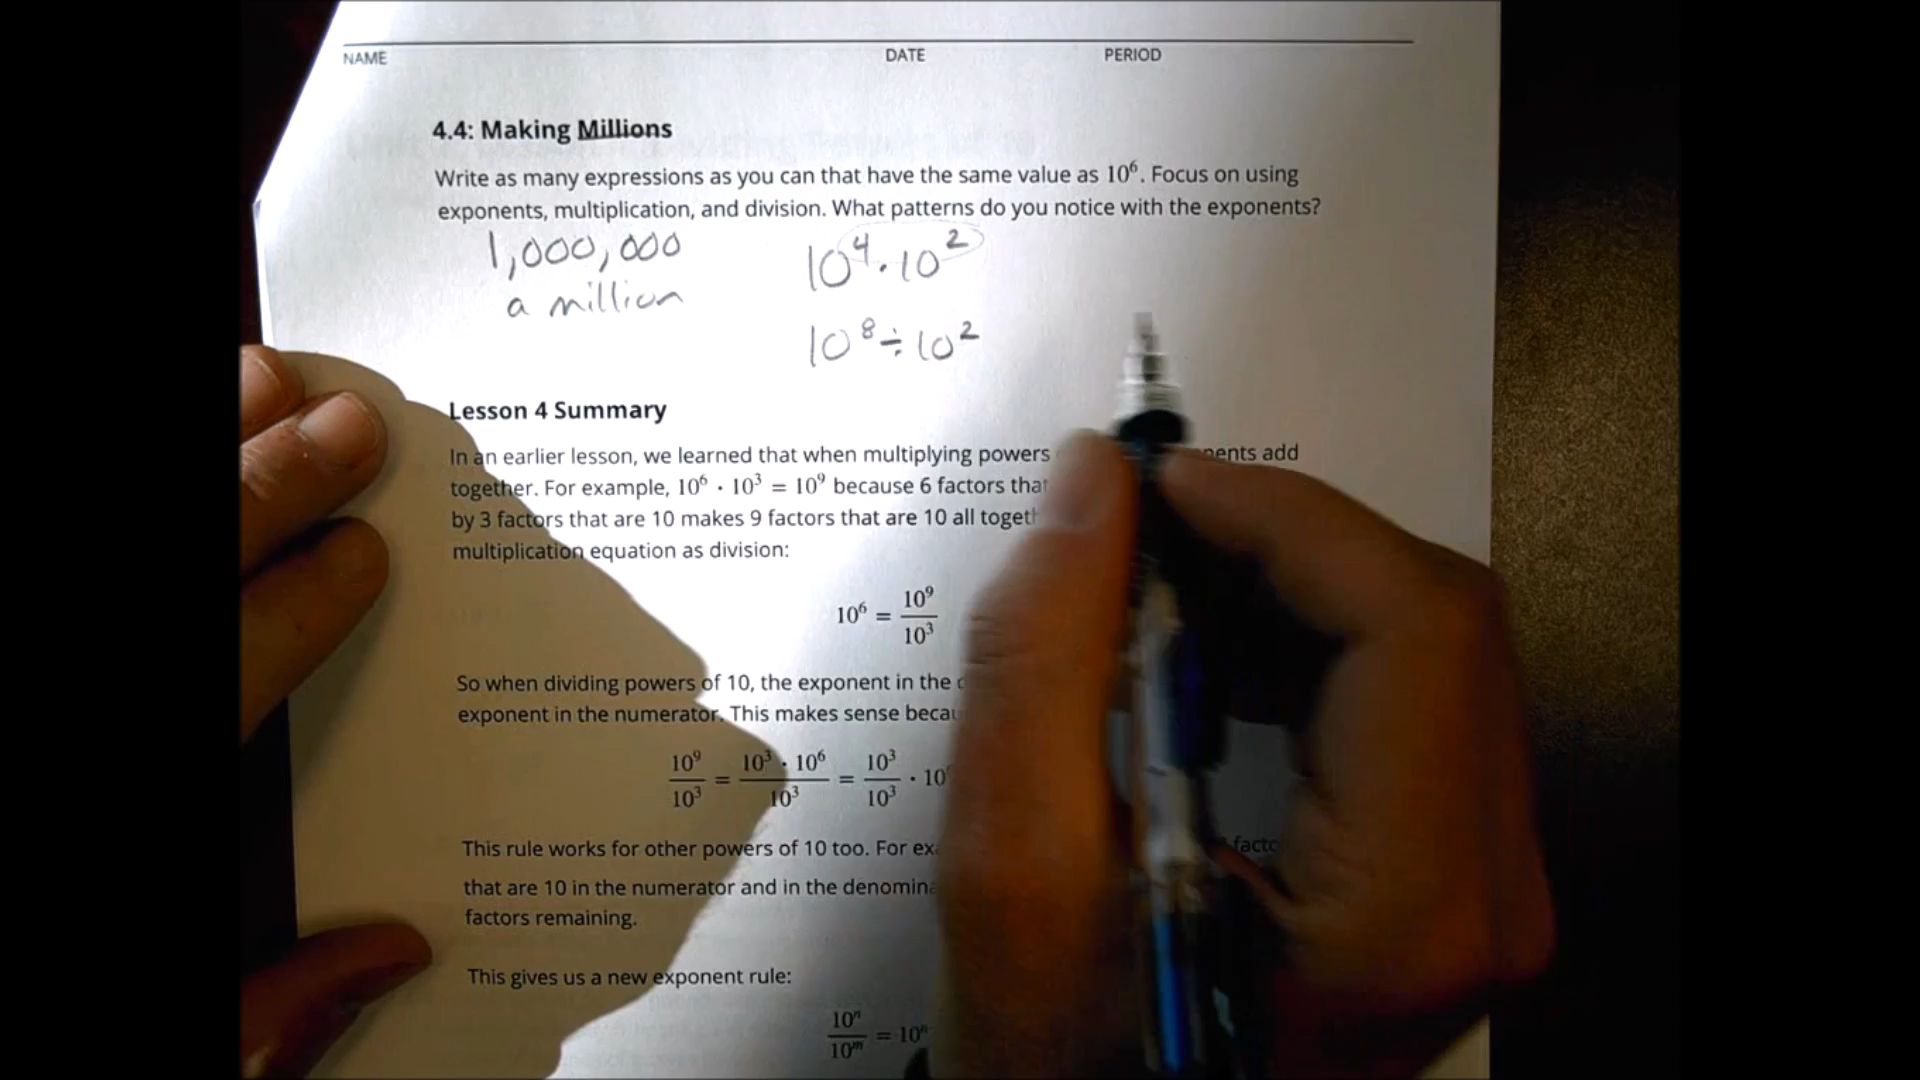 NAME DATE PERIOD
4.4: Making Millions
Write as many expressions as you can that have the same value as 10⁶. Focus on using
exponents, multiplication, and division. What patterns do you notice with the exponents?
1,000,000 10⁴·10²
a million
10⁸÷10²
Lesson 4 Summary
In an earlier lesson, we learned that when multiplying powers add
together. For example, 10⁶ · 10³ = 10⁹ because 6 factors that
by 3 factors that are 10 makes 9 factors that are 10 all
multiplication equation as division:
10⁶ = 10⁹/10³
So when dividing powers of 10, the exponent in the
exponent in the numerator. This makes sense
10⁹/10³ = 10³ · 10⁶/10³ = 10³/10³ ·
This rule works for other powers of 10 too. For
that are 10 in the numerator and in the
factors remaining.
This gives us a new exponent rule:
10ⁿ/10ᵐ =